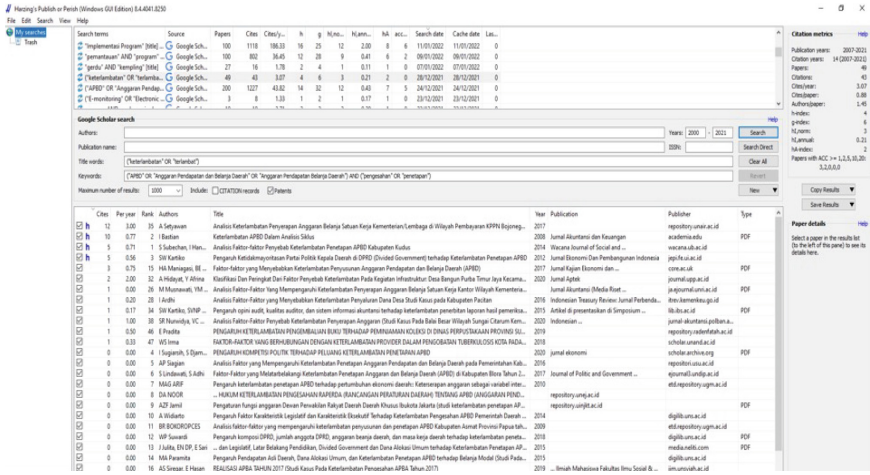 Harzing's Publish or Perish (Windows GUI Edition) 8.4.4041.8250
File Edit Search View Help
My searches
Trash
Search terms Source Papers Cites Cites/y... h g hI,no... hI,ann... hA acc... Search date Cache date Las...
"Implementasi Program" [title] ... Google Sch... 100 1118 186.33 16 25 12 2.00 8 6 11/01/2022 11/01/2022 0
"pemantauan" AND "program" ... Google Sch... 100 802 36.45 12 28 9 0.41 6 2 09/01/2022 09/01/2022 0
"gardu" AND "kempling" [title] Google Sch... 27 16 1.78 2 4 1 0.11 1 0 07/01/2022 07/01/2022 0
("keterlambatan" OR "terlamba... Google Sch... 49 43 3.07 4 6 3 0.21 2 0 28/12/2021 28/12/2021 0
("APBD" OR "Anggaran Pendap... Google Sch... 200 1227 43.82 14 32 12 0.43 7 5 24/12/2021 24/12/2021 0
("E-monitoring" OR "Electronic ... Google Sch... 3 8 1.33 1 2 1 0.17 1 0 23/12/2021 23/12/2021 0
Google Scholar search Help
Authors: Years: 2000 - 2021 Search
Publication name: ISSN: Search Direct
Title words: ("keterlambatan" OR "terlambat") Clear All
Keywords: ("APBD" OR "Anggaran Pendapatan dan Belanja Daerah" OR "Anggaran Pendapatan dan Belanja Daerah") AND ("pengesahan" OR "penetapan") Revert
Maximum number of results: 1000 Include: CITATION records Patents New
Cites Per year Rank Authors Title Year Publication Publisher Type
h 12 3.00 35 A Setyawan Analisis Keterlambatan Penyerapan Anggaran Belanja Satuan Kerja Kementerian/Lembaga di Wilayah Pembayaran KPPN Bojoneg... 2017 repository.unair.ac.id
h 10 0.77 2 I Bastian Keterlambatan APBD Dalam Analisis Siklus 2008 Jurnal Akuntansi dan Keuangan academia.edu PDF
h 5 0.71 1 S Subechan, I Han... Analisis Faktor-faktor Penyebab Keterlambatan Penetapan APBD Kabupaten Kudus 2014 Wacana Journal of Social and ... wacana.ub.ac.id
h 5 0.56 3 SW Kartiko Pengaruh Ketidakmayoritasan Partai Politik Kepala Daerah di DPRD (Divided Government) terhadap Keterlambatan Penetapan APBD 2012 Jurnal Ekonomi Dan Pembangunan Indonesia jepi.fe.ui.ac.id
3 0.75 15 HA Maniagasi, BE ... Faktor-faktor yang Menyebabkan Keterlambatan Penyusunan Anggaran Pendapatan dan Belanja Daerah (APBD) 2017 Jurnal Kajian Ekonomi dan ... core.ac.uk PDF
2 2.00 32 A Hidayat, Y Afrina Klasifikasi Dan Peringkat Dari Faktor Penyebab Keterlambatan Pada Kegiatan Infrastruktur Desa Bangun Purba Timur Jaya Kecama... 2020 Jurnal Aptek journal.upp.ac.id
1 0.00 26 M Musnawati, YM ... Analisis Faktor-Faktor Yang Mempengaruhi Keterlambatan Penyerapan Anggaran Belanja Satuan Kerja Kantor Wilayah Kementeria... Jurnal Akuntansi (Media Riset ...
1 0.20 28 I Ardhi Analisis Faktor-faktor yang Menyebabkan Keterlambatan Penyaluran Dana Desa Studi Kasus pada Kabupaten Pacitan 2016 Indonesian Treasury Review: Jurnal Perbenda... itrev.kemenkeu.go.id
1 0.17 34 SW Kartiko, SVNP ... Pengaruh opini audit, kualitas auditor, dan sistem informasi akuntansi terhadap keterlambatan penerbitan laporan hasil pemeriksa... 2015 Artikel di presentasikan di Simposium ... lib.ibs.ac.id PDF
1 1.00 38 SR Nurwidya, VC ... Analisis Faktor-Faktor Penyebab Keterlambatan Penyerapan Anggaran (Studi Kasus Pada Balai Besar Wilayah Sungai Citarum Kem... 2020 Indonesian ... jurnal-akuntansi.polban.a...
1 0.50 46 E Pradita PENGARUH KETERLAMBATAN PENGEMBALIAN BUKU TERHADAP PEMINJAMAN KOLEKSI DI DINAS PERPUSTAKAAN PROVINSI SU... 2019 repository.radenfatah.ac.id
1 0.33 47 WS Irma FAKTOR-FAKTOR YANG BERHUBUNGAN DENGAN KETERLAMBATAN PROVIDER DALAM PENGOBATAN TUBERKULOSIS KOTA PADA... 2018 scholar.unand.ac.id
0 0.00 4 I Sugiarsih, S Djam... PENGARUH KOMPETISI POLITIK TERHADAP PELUANG KETERLAMBATAN PENETAPAN APBD 2020 jurnal ekonomi scholar.archive.org PDF
0 0.00 5 AP Siagian Analisis Faktor yang Mempengaruhi Keterlambatan Penetapan Anggaran Pendapatan dan Belanja Daerah pada Pemerintahan Kab... 2016 repositori.usu.ac.id
0 0.00 6 S Lindawati, S Adhi Faktor-Faktor yang Melatarbelakangi Keterlambatan Penetapan Anggaran dan Belanja Daerah (APBD) di Kabupaten Blora Tahun 2... 2017 Journal of Politic and Government ... ejournal3.undip.ac.id
0 0.00 7 MAG ARIF Pengaruh keterlambatan penetapan APBD terhadap pertumbuhan ekonomi daerah: Keterserapan anggaran sebagai variabel inter... 2010 etd.repository.ugm.ac.id
0 0.00 8 DA NOOR ... HUKUM KETERLAMBATAN PENGESAHAN RAPERDA (RANCANGAN PERATURAN DAERAH) TENTANG APBD (ANGGARAN PEND... repository.unej.ac.id
0 0.00 9 AZF Jamil Pengaturan fungsi anggaran Dewan Perwakilan Rakyat Daerah Daerah Khusus Ibukota Jakarta (studi keterlambatan penetapan AP... PDF
0 0.00 10 A Widiarto Pengaruh Faktor Karakteristik Legislatif dan Karakteristik Eksekutif Terhadap Keterlambatan Pengesahan APBD Pemerintah Daerah ... 2014 digilib.uns.ac.id
0 0.00 11 BR BOKOROPCES Analisis faktor-faktor yang mempengaruhi keterlambatan penyusunan dan penetapan APBD Kabupaten Asmat Provinsi Papua tah... 2009 etd.repository.ugm.ac.id
0 0.00 12 WP Suwardi Pengaruh komposisi DPRD, jumlah anggota DPRD, anggaran beanja daerah, dan masa kerja daerah terhadap keterlambatan peneta... 2018 digilib.uns.ac.id PDF
0 0.00 13 J Julita, EN DP, E Sari ... dan Legislatif, Latar Belakang Pendidikan, Divided Government dan Dana Alokasi Umum terhadap Keterlambatan Penetapan AP... 2015 media.neliti.com PDF
0 0.00 14 MA Paramita Pengaruh Pendapatan Asli Daerah, Dana Alokasi Umum, dan Keterlambatan Penetapan APBD terhadap Belanja Modal (Studi Pada... 2015 digilib.uns.ac.id
0 0.00 16 AS Siregar, E Hasan REALISASI APBA TAHUN 2017 (Studi Kasus Pada Keterlambatan Pengesahan APBA Tahun 2017) 2019 ... Ilmiah Mahasiswa Fakultas Ilmu Sosial & ... jim.unsyiah.ac.id
Citation metrics Help
Publication years: 2007-2021
Citation years: 14 (2007-2021)
Papers: 49
Citations: 43
Cites/year: 3.07
Cites/paper: 0.88
Authors/paper: 1.45
h-index: 4
g-index: 6
hI,norm: 3
hI,annual: 0.21
hA-index: 2
Papers with ACC >= 1,2,5,10,20:
3,2,0,0,0
Copy Results
Save Results
Paper details Help
Select a paper in the results list
(to the left of this pane) to see its
details here.